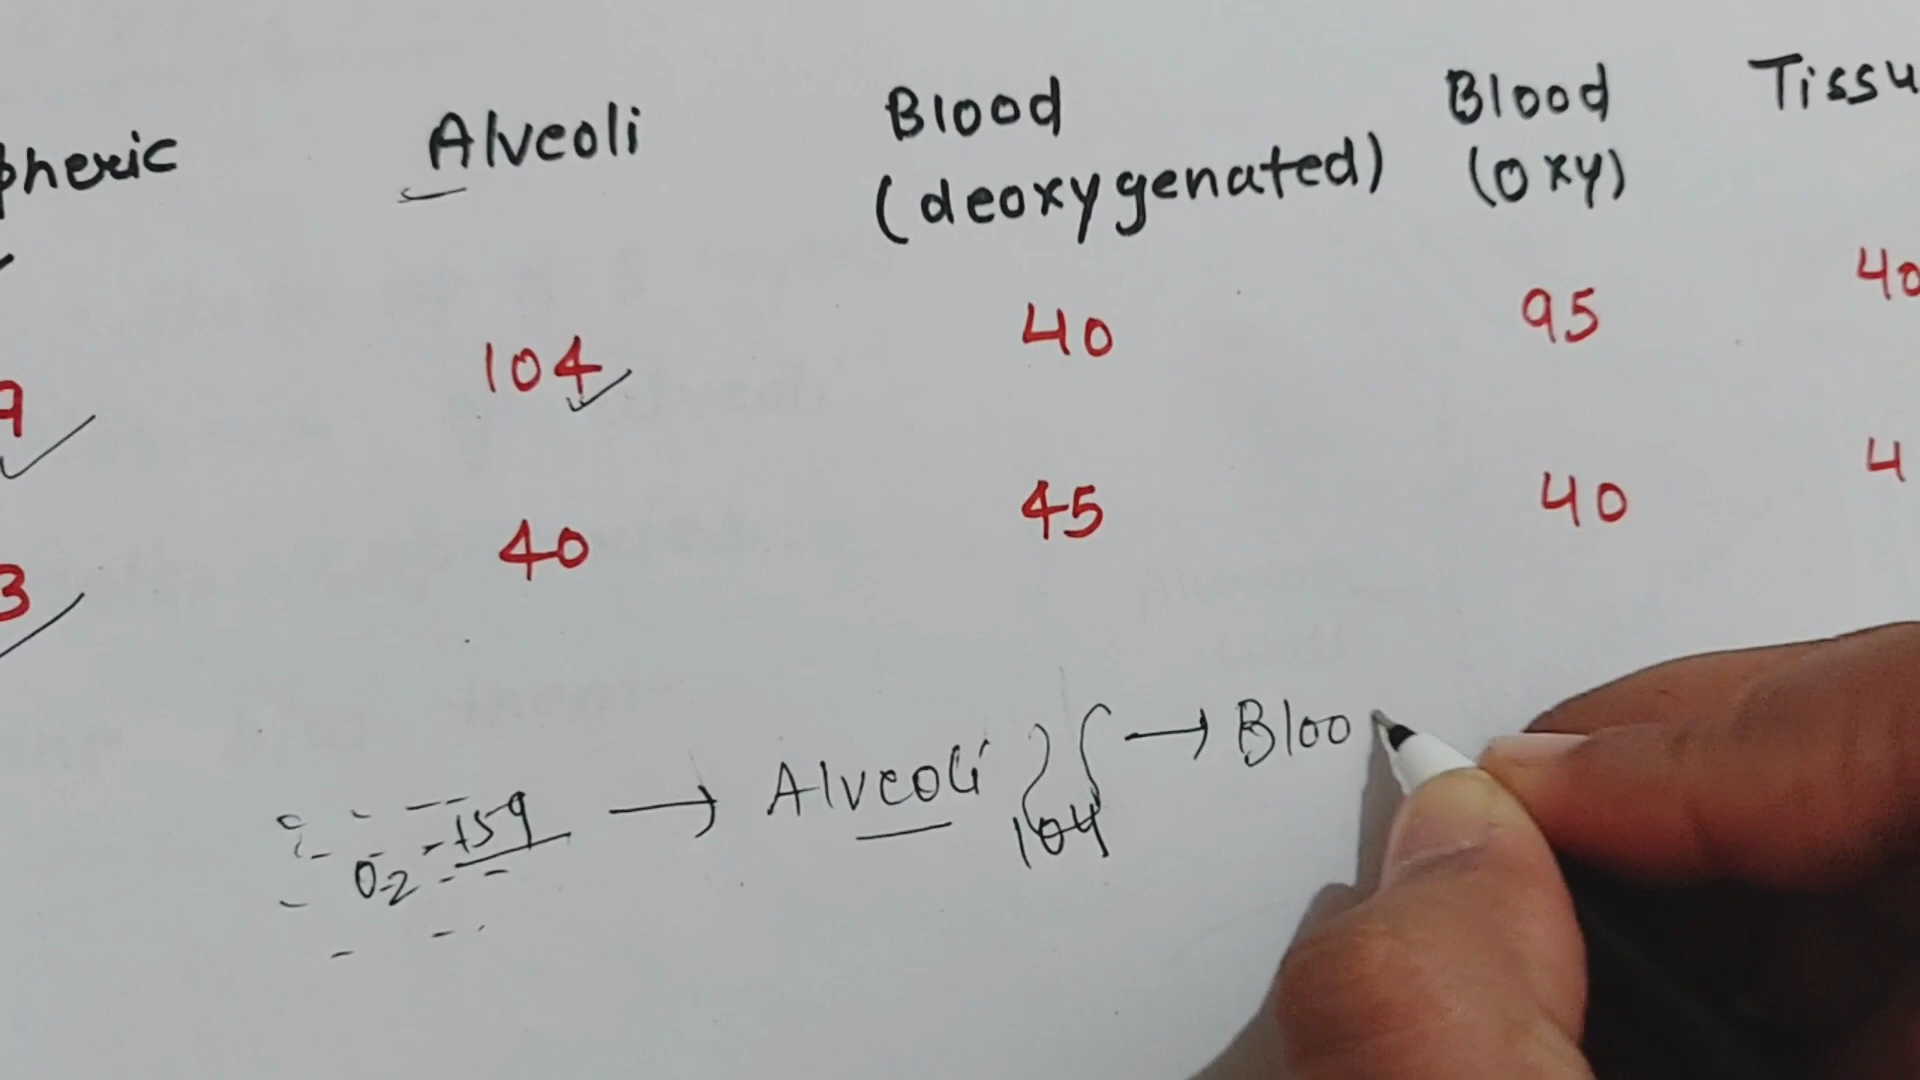 pheric Alveoli Blood (deoxygenated) Blood (oxy) Tissu
9 104 40 95 40
3 40 45 40 4
O2 159 → Alveoli 104 → Bloo